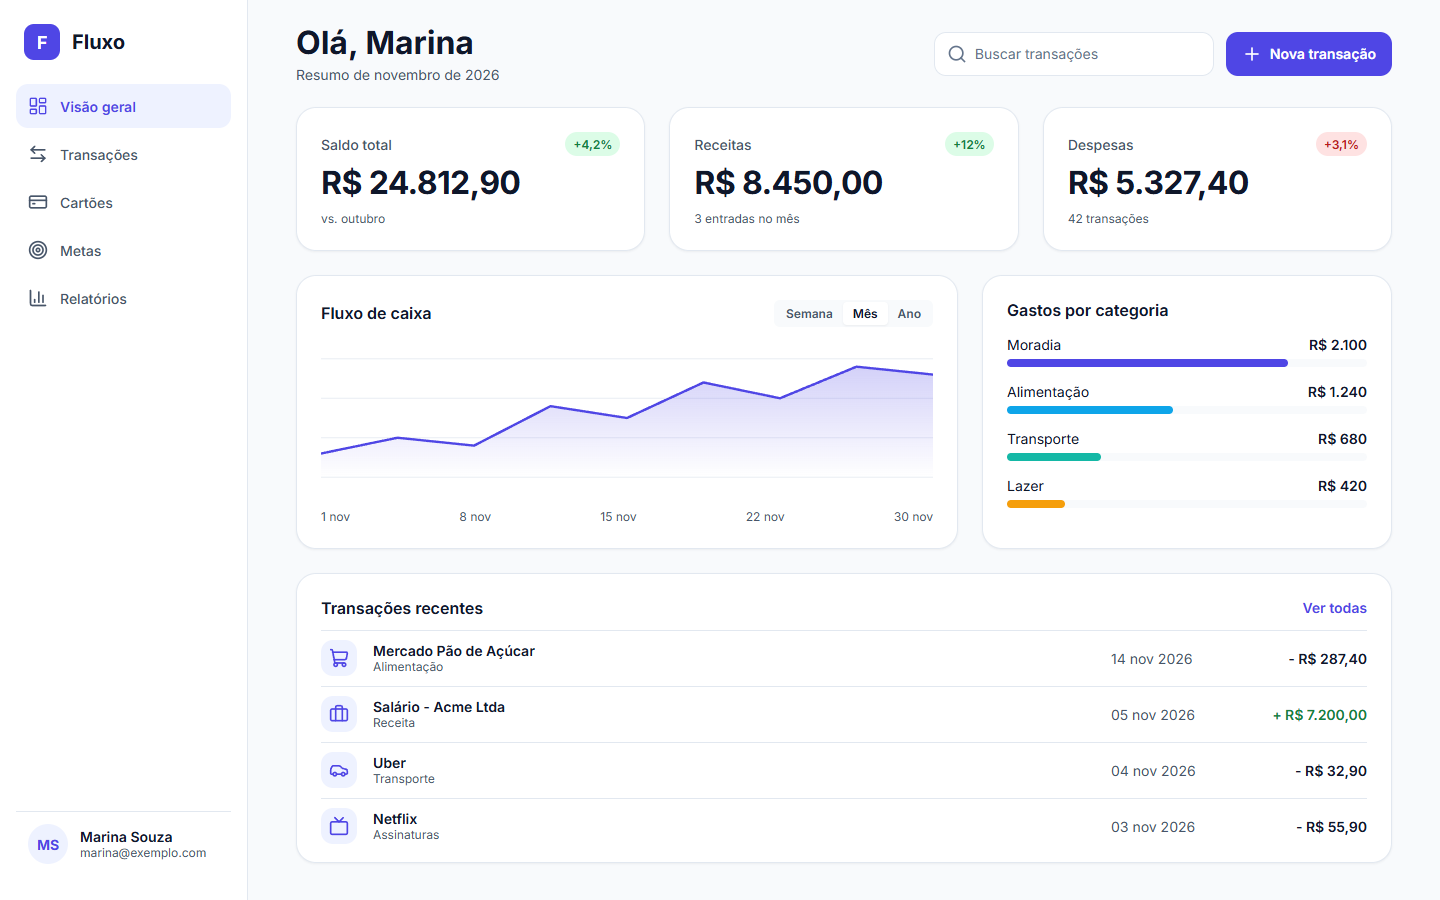 F Fluxo
Visão geral
Transações
Cartões
Metas
Relatórios
MS
Marina Souza
marina@exemplo.com
Olá, Marina
Resumo de novembro de 2026
Buscar transações
Nova transação
Saldo total
+4,2%
R$ 24.812,90
vs. outubro
Receitas
+12%
R$ 8.450,00
3 entradas no mês
Despesas
+3,1%
R$ 5.327,40
42 transações
Fluxo de caixa
Semana Mês Ano
1 nov 8 nov 15 nov 22 nov 30 nov
Gastos por categoria
Moradia R$ 2.100
Alimentação R$ 1.240
Transporte R$ 680
Lazer R$ 420
Transações recentes
Ver todas
Mercado Pão de Açúcar
Alimentação
14 nov 2026
- R$ 287,40
Salário - Acme Ltda
Receita
05 nov 2026
+ R$ 7.200,00
Uber
Transporte
04 nov 2026
- R$ 32,90
Netflix
Assinaturas
03 nov 2026
- R$ 55,90